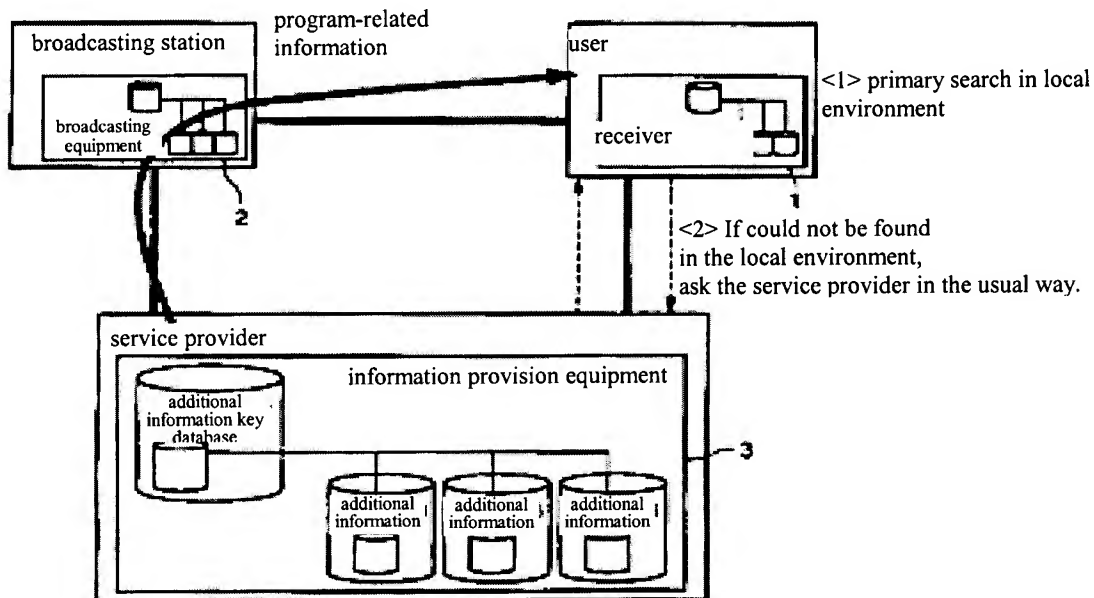 program-related
information
broadcasting station
broadcasting
equipment
2
user
receiver
1
<1> primary search in local
environment
<2> If could not be found
in the local environment,
ask the service provider in the usual way.
service provider
information provision equipment
additional
information key
database
3
additional
information
additional
information
additional
information